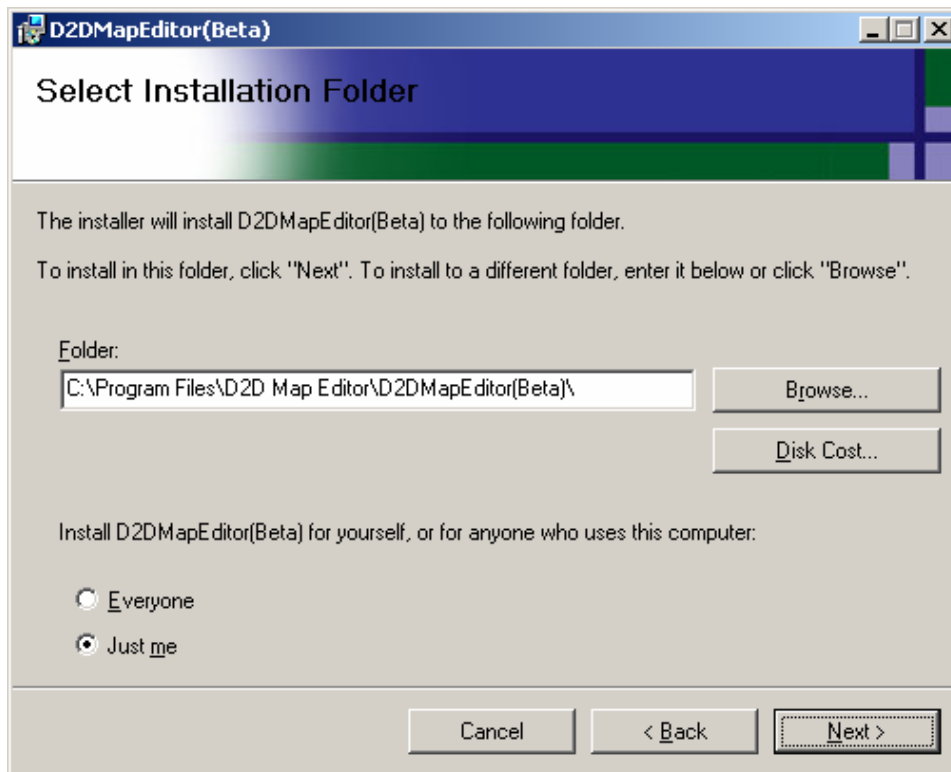 D2DMapEditor(Beta)
Select Installation Folder
The installer will install D2DMapEditor(Beta) to the following folder.
To install in this folder, click "Next". To install to a different folder, enter it below or click "Browse".
Folder:
C:\Program Files\D2D Map Editor\D2DMapEditor(Beta)\
Browse...
Disk Cost...
Install D2DMapEditor(Beta) for yourself, or for anyone who uses this computer:
Everyone
Just me
Cancel
< Back
Next >